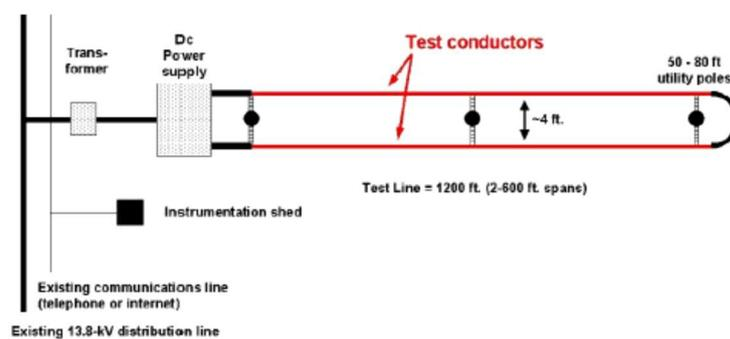 Trans-
former
Dc
Power
supply
Test conductors
50 - 80 ft
utility poles
~4 ft.
Test Line = 1200 ft. (2-600 ft. spans)
Instrumentation shed
Existing communications line
(telephone or internet)
Existing 13.8-kV distribution line